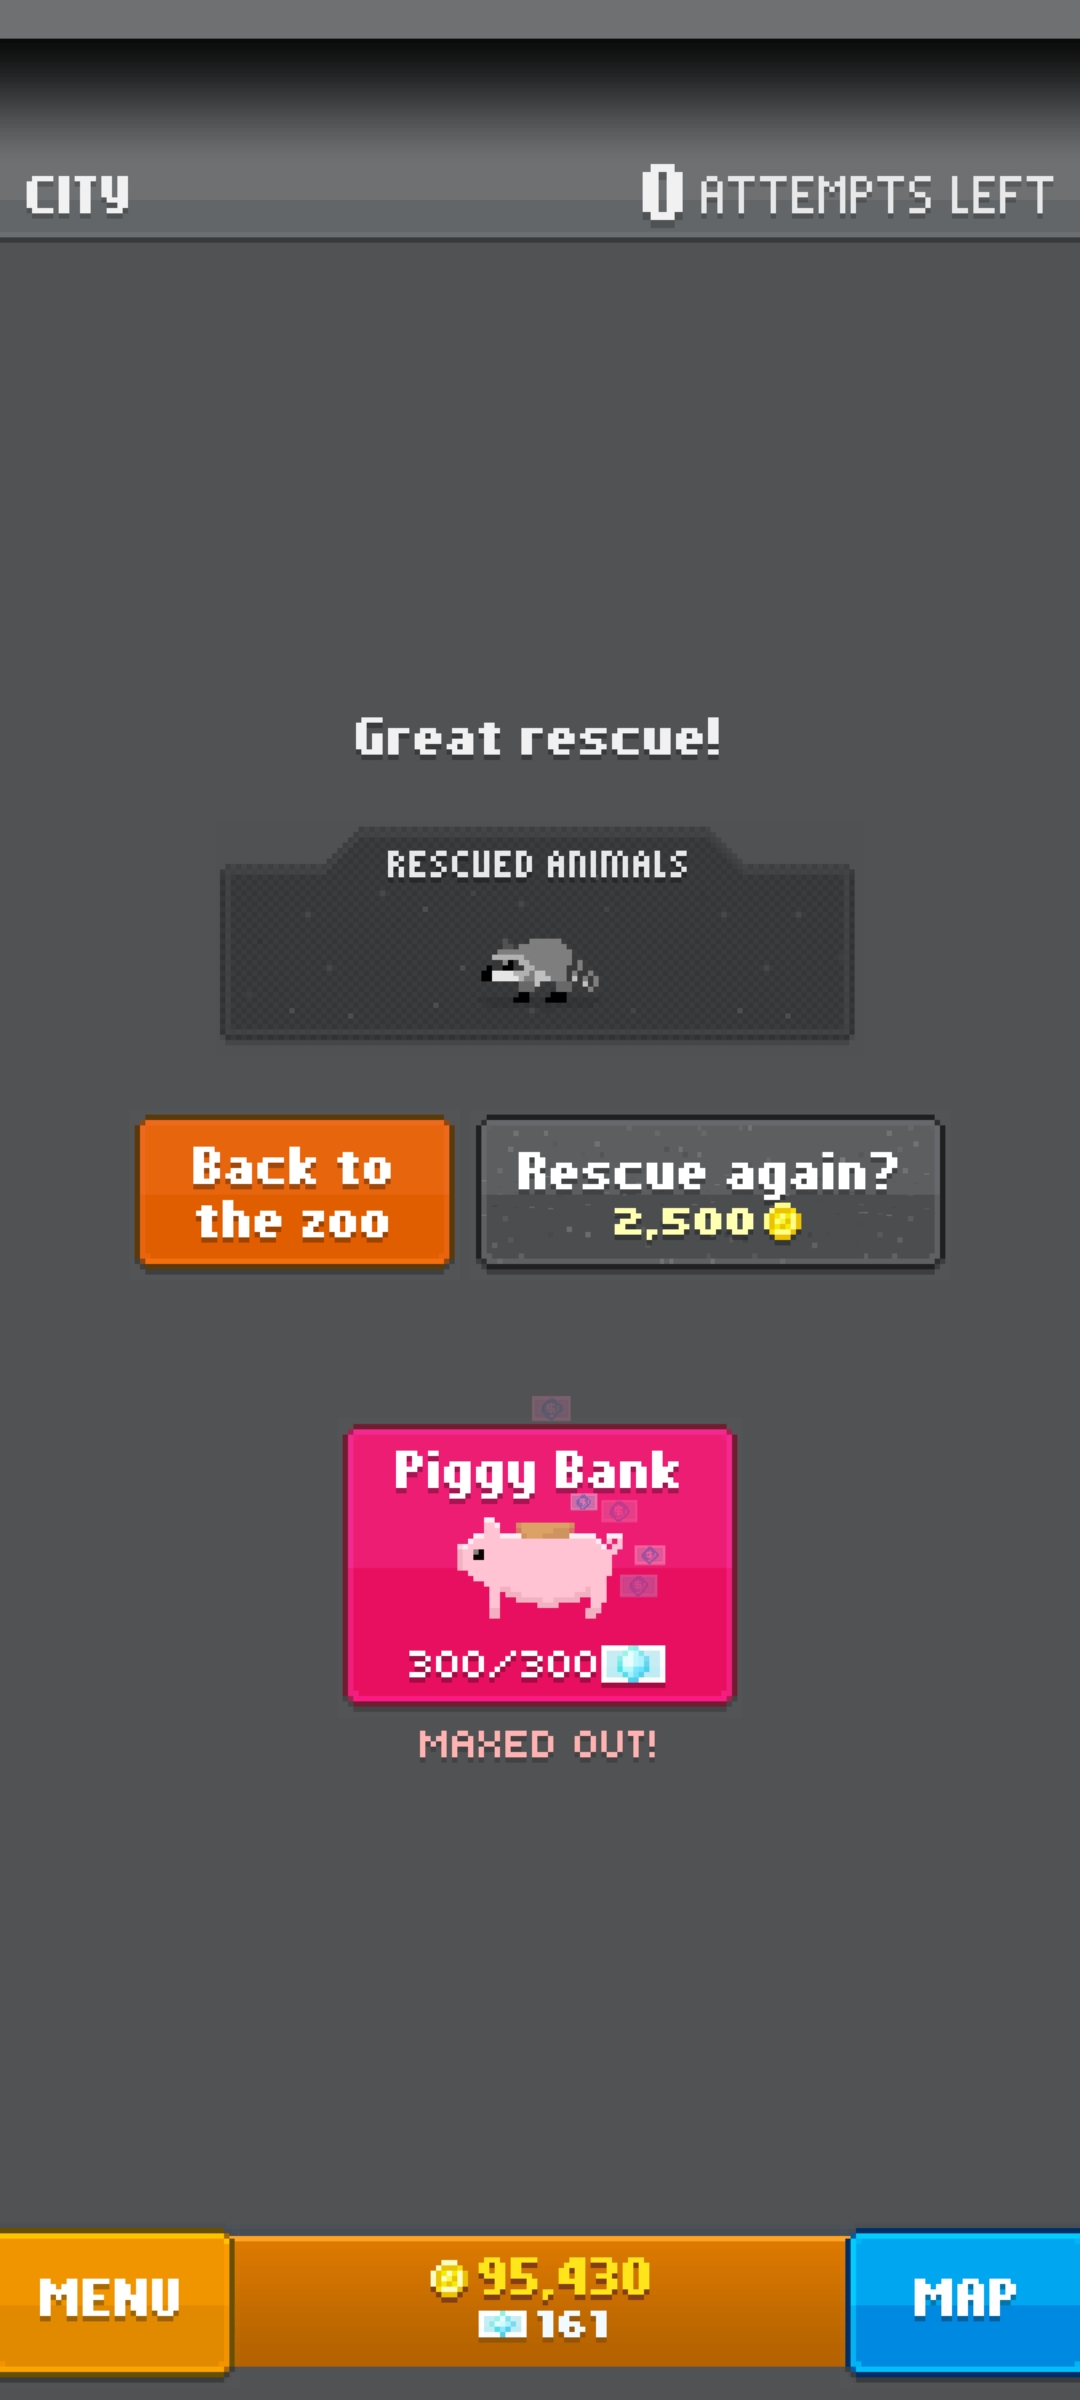 CITY
0 ATTEMPTS LEFT
Great rescue!
RESCUED ANIMALS
Back to
the zoo
Rescue again?
2,500
Piggy Bank
300/300
MAXED OUT!
MENU
95,430
161
MAP